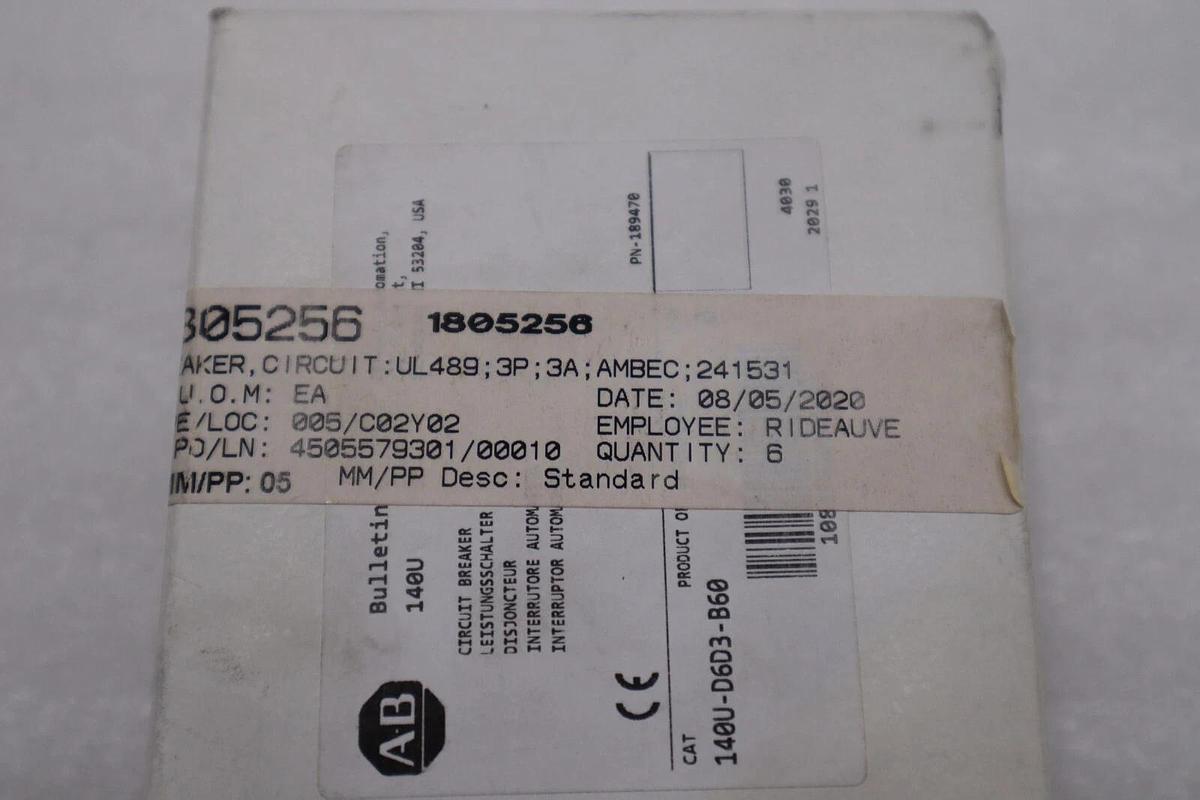 305256 1805256
AKER,CIRCUIT:UL489;3P;3A;AMBEC;241531
U.O.M: EA DATE: 08/05/2020
E/LOC: 005/C02Y02 EMPLOYEE: RIDEAUVE
PO/LN: 4505579301/00010 QUANTITY: 6
MM/PP: 05 MM/PP Desc: Standard
omation,
t,
I 53204, USA
PN-189470
4030
2029 1
Bulletin
140U
CIRCUIT BREAKER
LEISTUNGSSCHALTER
DISJONCTEUR
INTERRUTORE AUTOM
INTERRUPTOR AUTOM
CE
PRODUCT OF
108
CAT
140U-D6D3-B60
AB